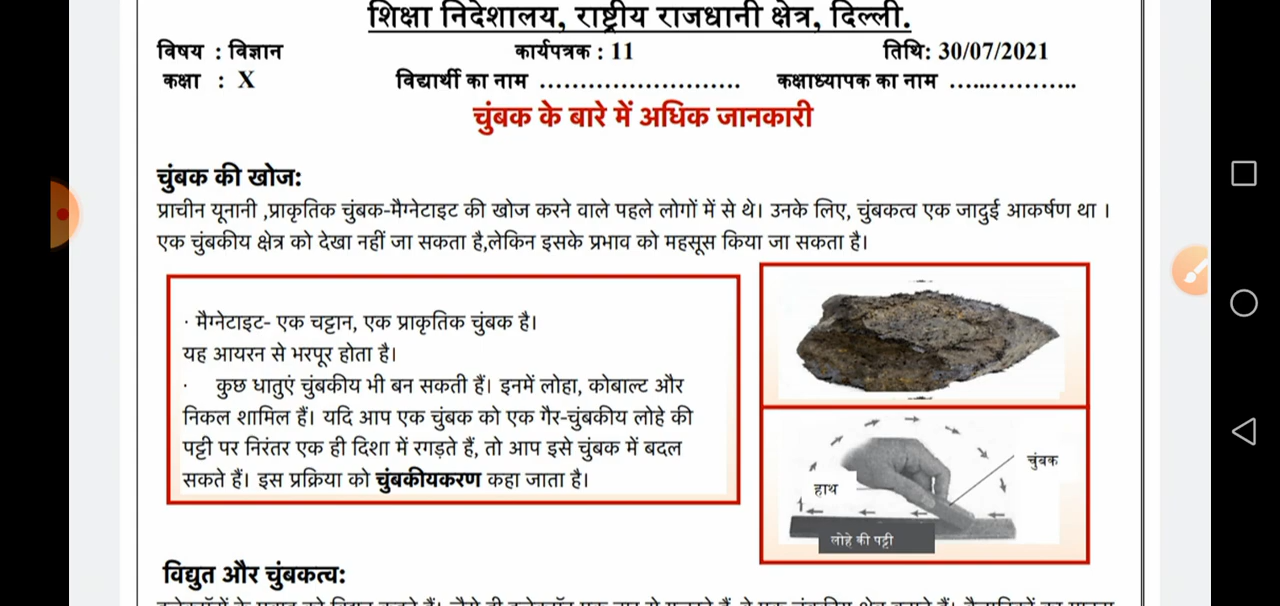 शिक्षा निदेशालय, राष्ट्रीय राजधानी क्षेत्र, दिल्ली.
विषय : विज्ञान कार्यपत्रक : 11 तिथि: 30/07/2021
कक्षा : X विद्यार्थी का नाम ......................... कक्षाध्यापक का नाम .................
चुंबक के बारे में अधिक जानकारी
चुंबक की खोज:
प्राचीन यूनानी ,प्राकृतिक चुंबक-मैग्नेटाइट की खोज करने वाले पहले लोगों में से थे। उनके लिए, चुंबकत्व एक जादुई आकर्षण था ।
एक चुंबकीय क्षेत्र को देखा नहीं जा सकता है,लेकिन इसके प्रभाव को महसूस किया जा सकता है।
· मैग्नेटाइट- एक चट्टान, एक प्राकृतिक चुंबक है।
यह आयरन से भरपूर होता है।
· कुछ धातुएं चुंबकीय भी बन सकती हैं। इनमें लोहा, कोबाल्ट और
निकल शामिल हैं। यदि आप एक चुंबक को एक गैर-चुंबकीय लोहे की
पट्टी पर निरंतर एक ही दिशा में रगड़ते हैं, तो आप इसे चुंबक में बदल
सकते हैं। इस प्रक्रिया को चुंबकीयकरण कहा जाता है।
चुंबक
हाथ
लोहे की पट्टी
विद्युत और चुंबकत्व: